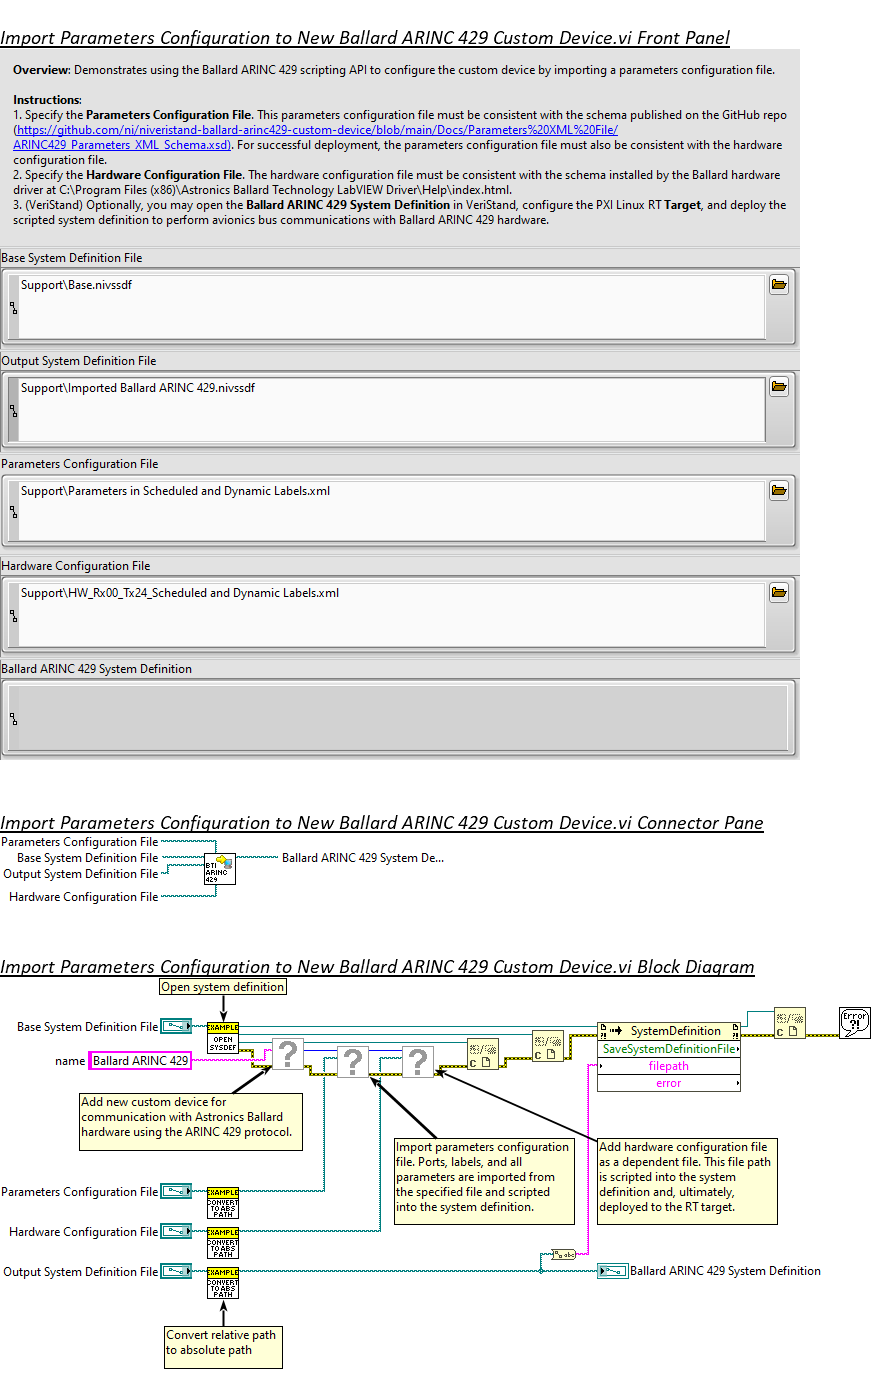 Import Parameters Configuration to New Ballard ARINC 429 Custom Device.vi Front Panel
Overview: Demonstrates using the Ballard ARINC 429 scripting API to configure the custom device by importing a parameters configuration file.
Instructions:
1. Specify the Parameters Configuration File. This parameters configuration file must be consistent with the schema published on the GitHub repo
(https://github.com/ni/niveristand-ballard-arinc429-custom-device/blob/main/Docs/Parameters%20XML%20File/
ARINC429_Parameters_XML_Schema.xsd). For successful deployment, the parameters configuration file must also be consistent with the hardware
configuration file.
2. Specify the Hardware Configuration File. The hardware configuration file must be consistent with the schema installed by the Ballard hardware
driver at C:\Program Files (x86)\Astronics Ballard Technology LabVIEW Driver\Help\index.html.
3. (VeriStand) Optionally, you may open the Ballard ARINC 429 System Definition in VeriStand, configure the PXI Linux RT Target, and deploy the
scripted system definition to perform avionics bus communications with Ballard ARINC 429 hardware.
Base System Definition File
Support\Base.nivssdf
Output System Definition File
Support\Imported Ballard ARINC 429.nivssdf
Parameters Configuration File
Support\Parameters in Scheduled and Dynamic Labels.xml
Hardware Configuration File
Support\HW_Rx00_Tx24_Scheduled and Dynamic Labels.xml
Ballard ARINC 429 System Definition
Import Parameters Configuration to New Ballard ARINC 429 Custom Device.vi Connector Pane
Parameters Configuration File
Base System Definition File
Output System Definition File
Hardware Configuration File
BTI
ARINC
429
Ballard ARINC 429 System De...
Import Parameters Configuration to New Ballard ARINC 429 Custom Device.vi Block Diagram
Open system definition
Base System Definition File
EXAMPLE
OPEN
SYSDEF
name
Ballard ARINC 429
?
?
?
C
C
SystemDefinition
SaveSystemDefinitionFile
filepath
error
C
Error
?!
Add new custom device for
communication with Astronics Ballard
hardware using the ARINC 429 protocol.
Import parameters configuration
file. Ports, labels, and all
parameters are imported from
the specified file and scripted
into the system definition.
Add hardware configuration file
as a dependent file. This file path
is scripted into the system
definition and, ultimately,
deployed to the RT target.
Parameters Configuration File
EXAMPLE
CONVERT
TO ABS
PATH
Hardware Configuration File
EXAMPLE
CONVERT
TO ABS
PATH
Output System Definition File
EXAMPLE
CONVERT
TO ABS
PATH
abc
Ballard ARINC 429 System Definition
Convert relative path
to absolute path